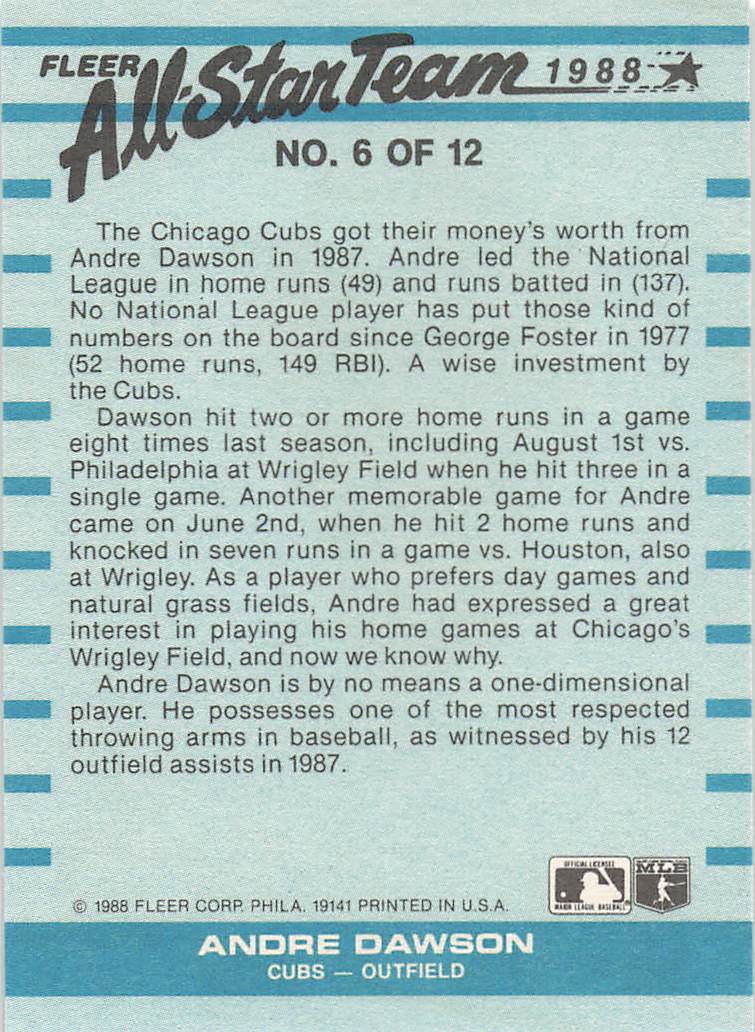 FLEER
All-Star Team 1988
NO. 6 OF 12
The Chicago Cubs got their money's worth from
Andre Dawson in 1987. Andre led the National
League in home runs (49) and runs batted in (137).
No National League player has put those kind of
numbers on the board since George Foster in 1977
(52 home runs, 149 RBI). A wise investment by
the Cubs.
Dawson hit two or more home runs in a game
eight times last season, including August 1st vs.
Philadelphia at Wrigley Field when he hit three in a
single game. Another memorable game for Andre
came on June 2nd, when he hit 2 home runs and
knocked in seven runs in a game vs. Houston, also
at Wrigley. As a player who prefers day games and
natural grass fields, Andre had expressed a great
interest in playing his home games at Chicago's
Wrigley Field, and now we know why.
Andre Dawson is by no means a one-dimensional
player. He possesses one of the most respected
throwing arms in baseball, as witnessed by his 12
outfield assists in 1987.
OFFICIAL LICENSEE
MAJOR LEAGUE BASEBALL
MLB
© 1988 FLEER CORP. PHILA. 19141 PRINTED IN U.S.A.
ANDRE DAWSON
CUBS — OUTFIELD